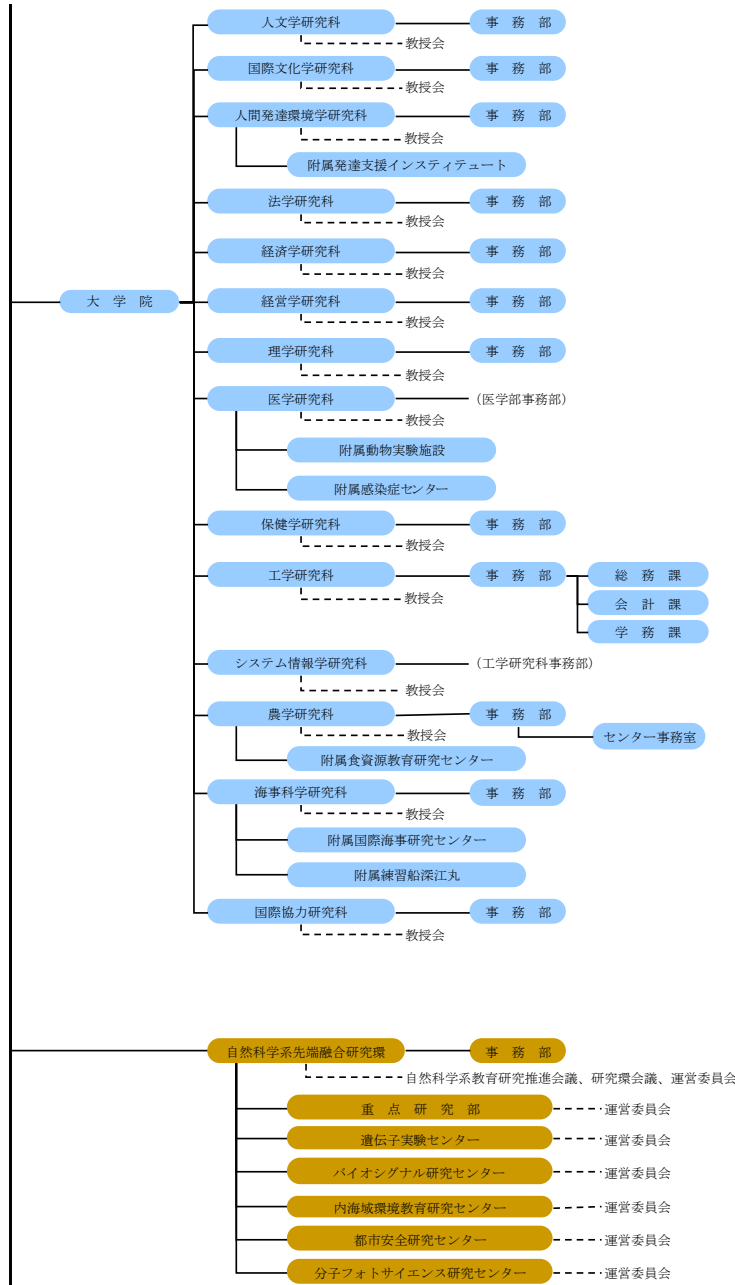 人文学研究科 事 務 部
教授会
国際文化学研究科 事 務 部
教授会
人間発達環境学研究科 事 務 部
教授会
附属発達支援インスティテュート
法学研究科 事 務 部
教授会
経済学研究科 事 務 部
教授会
大 学 院 経営学研究科 事 務 部
教授会
理学研究科 事 務 部
教授会
医学研究科 （医学部事務部）
教授会
附属動物実験施設
附属感染症センター
保健学研究科 事 務 部
教授会
工学研究科 事 務 部 総 務 課
教授会 会 計 課
学 務 課
システム情報学研究科 （工学研究科事務部）
教授会
農学研究科 事 務 部
教授会 センター事務室
附属食資源教育研究センター
海事科学研究科 事 務 部
教授会
附属国際海事研究センター
附属練習船深江丸
国際協力研究科 事 務 部
教授会
自然科学系先端融合研究環 事 務 部
自然科学系教育研究推進会議、研究環会議、運営委員会
重 点 研 究 部 運営委員会
遺伝子実験センター 運営委員会
バイオシグナル研究センター 運営委員会
内海域環境教育研究センター 運営委員会
都市安全研究センター 運営委員会
分子フォトサイエンス研究センター 運営委員会